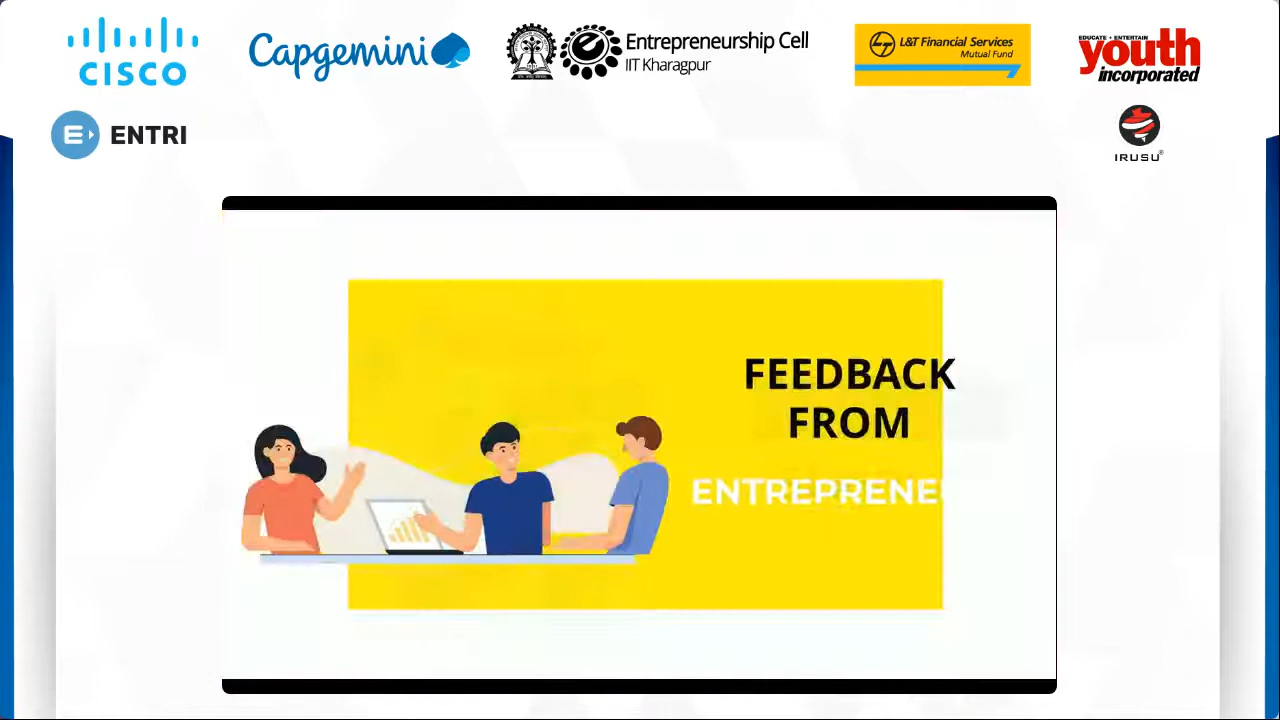 CISCO
Capgemini
Entrepreneurship Cell
IIT Kharagpur
L&T Financial Services
Mutual Fund
EDUCATE + ENTERTAIN
youth
incorporated
E ENTRI
IRUSU®
FEEDBACK
FROM